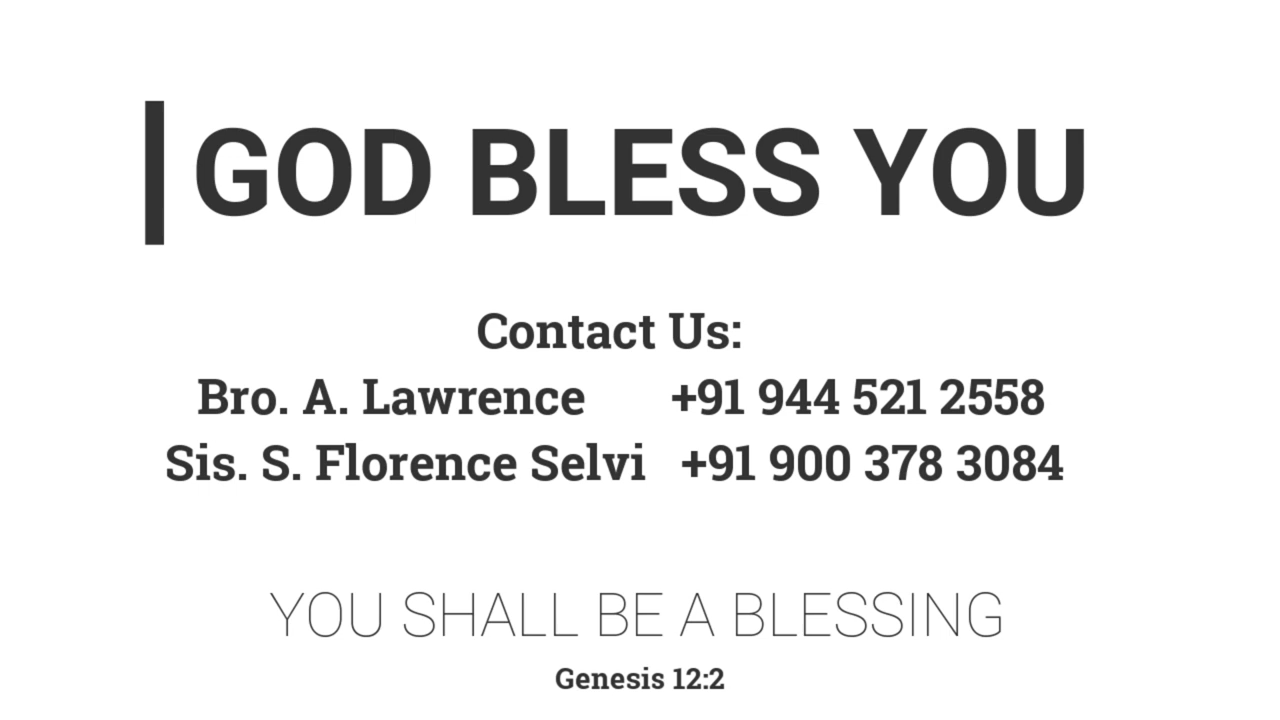 GOD BLESS YOU
Contact Us:
Bro. A. Lawrence +91 944 521 2558
Sis. S. Florence Selvi +91 900 378 3084
YOU SHALL BE A BLESSING
Genesis 12:2